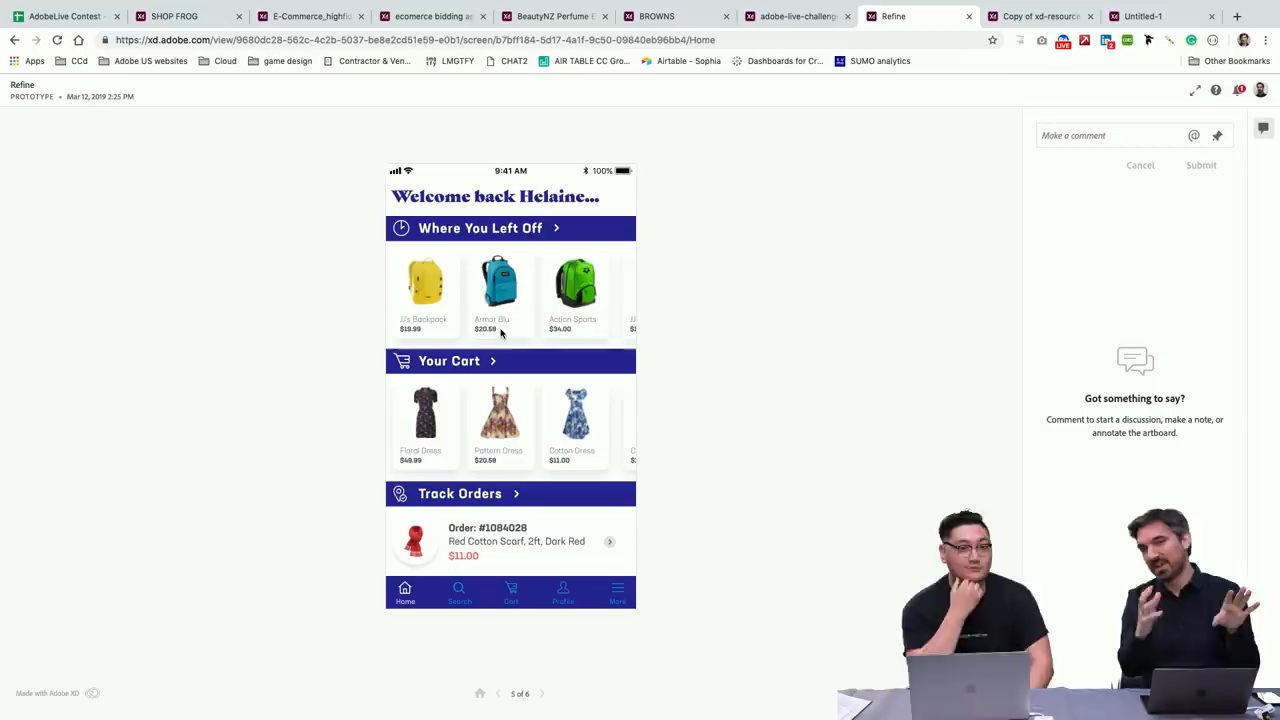 AdobeLive Contest -
SHOP FROG
E-Commerce_highfid
ecomerce bidding ap
BeautyNZ Perfume E
BROWNS
adobe-live-challeng
Refine
Copy of xd-resource
Untitled-1
https://xd.adobe.com/view/9680dc28-562c-4c2b-5037-be8e2cd51e59-e0b1/screen/b7bff184-5d17-4a1f-9c50-09840eb96bb4/Home
Apps
CCd
Adobe US websites
Cloud
game design
Contractor & Ven...
LMGTFY
CHAT2
AIR TABLE CC Gro...
Airtable - Sophia
Dashboards for Cr...
SUMO analytics
Other Bookmarks
Refine
PROTOTYPE • Mar 12, 2019 2:25 PM
9:41 AM
100%
Welcome back Helaine...
Where You Left Off
JJ's Backpack
$19.99
Armor Blu
$20.58
Action Sports
$34.00
Your Cart
Floral Dress
$49.99
Pattern Dress
$20.58
Cotton Dress
$11.00
Track Orders
Order: #1084028
Red Cotton Scarf, 2ft, Dark Red
$11.00
Home
Search
Cart
Profile
More
Make a comment
Cancel
Submit
Got something to say?
Comment to start a discussion, make a note, or
annotate the artboard.
Made with Adobe XD
5 of 6